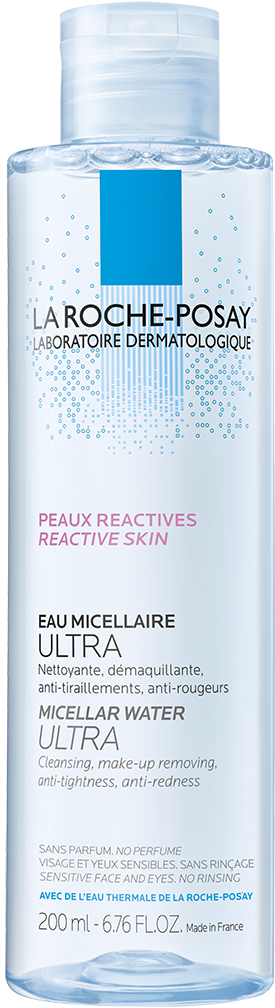 LA ROCHE-POSAY
LABORATOIRE DERMATOLOGIQUE
PEAUX REACTIVES
REACTIVE SKIN
EAU MICELLAIRE
ULTRA
Nettoyante, démaquillante,
anti-tiraillements, anti-rougeurs
MICELLAR WATER
ULTRA
Cleansing, make-up removing,
anti-tightness, anti-redness
SANS PARFUM. NO PERFUME
VISAGE ET YEUX SENSIBLES. SANS RINÇAGE
SENSITIVE FACE AND EYES. NO RINSING
AVEC DE L'EAU THERMALE DE LA ROCHE-POSAY
200 ml - 6.76 FL.OZ. Made in France